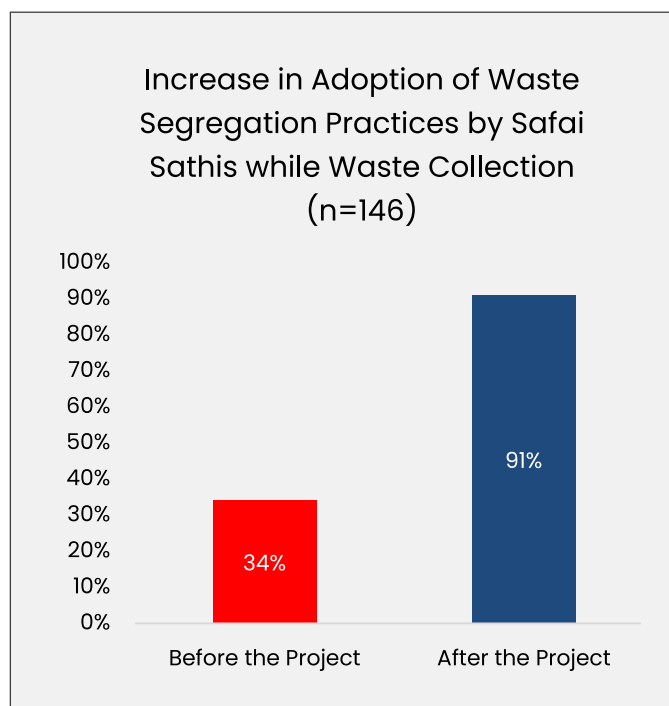 Increase in Adoption of Waste
Segregation Practices by Safai
Sathis while Waste Collection
(n=146)
100%
90%
80%
70%
60%
50%
40%
30%
20%
10%
0%
34%
91%
Before the Project
After the Project